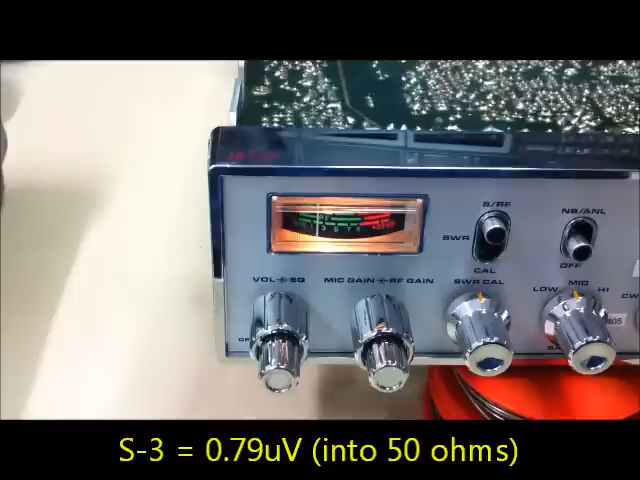 S/RF
NB/ANL
SWR
CAL
OFF
VOL SQ
MIC GAIN RF GAIN
SWR CAL
LOW MID HI
CW
S-3 = 0.79uV (into 50 ohms)